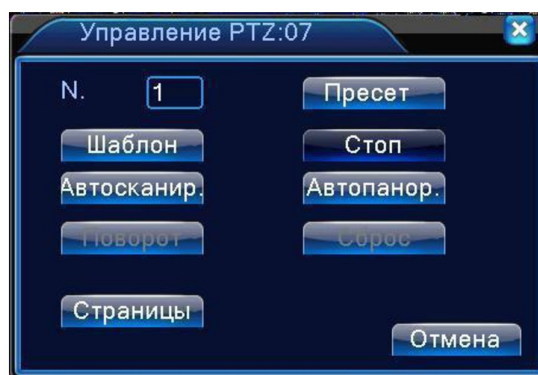 Управление PTZ:07
N. 1 Пресет
Шаблон Стоп
Автосканир. Автопанор.
Поворот Сброс
Страницы
Отмена